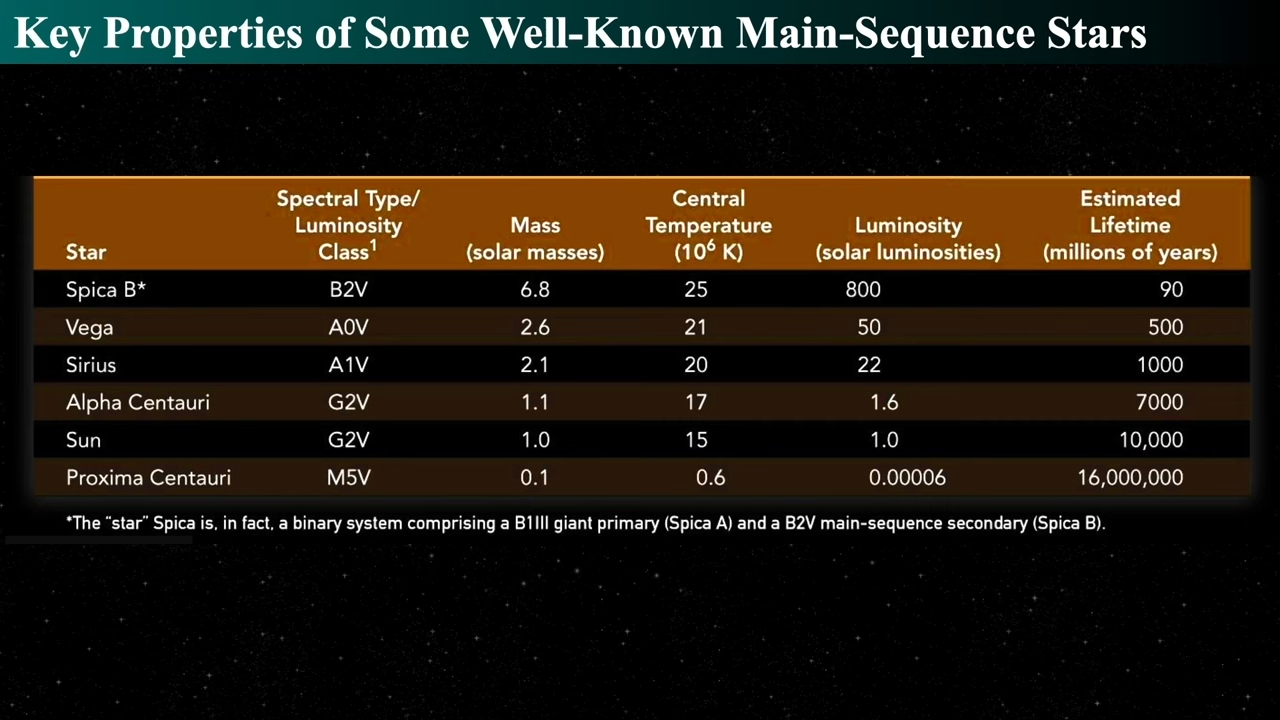 Key Properties of Some Well-Known Main-Sequence Stars
Star Spectral Type/ Luminosity Class¹ Mass (solar masses) Central Temperature (10⁶ K) Luminosity (solar luminosities) Estimated Lifetime (millions of years)
Spica B* B2V 6.8 25 800 90
Vega A0V 2.6 21 50 500
Sirius A1V 2.1 20 22 1000
Alpha Centauri G2V 1.1 17 1.6 7000
Sun G2V 1.0 15 1.0 10,000
Proxima Centauri M5V 0.1 0.6 0.00006 16,000,000
*The “star” Spica is, in fact, a binary system comprising a B1III giant primary (Spica A) and a B2V main-sequence secondary (Spica B).